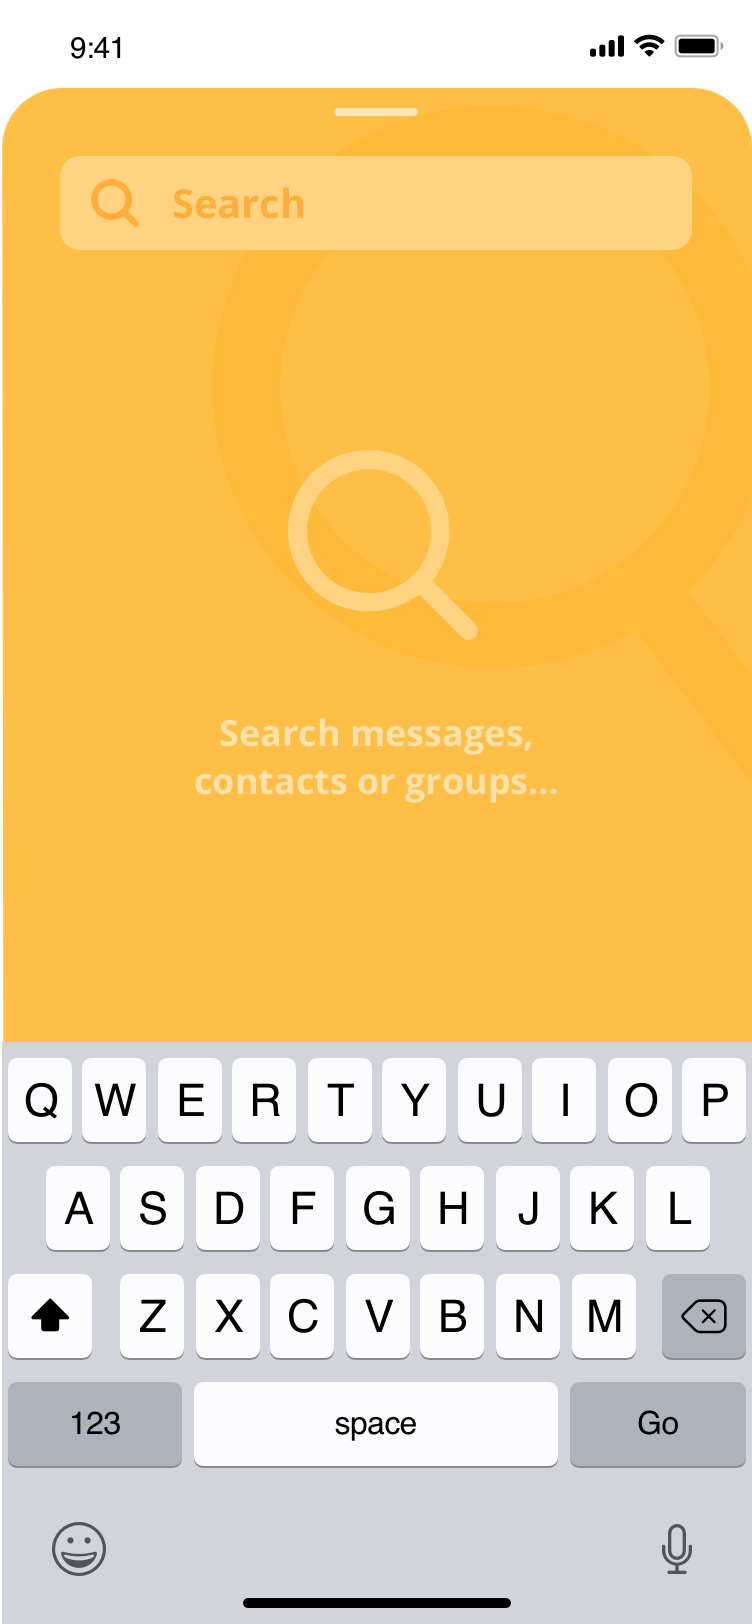 9:41
Search
Search messages,
contacts or groups...
Q W E R T Y U I O P
A S D F G H J K L
Z X C V B N M
123 space Go